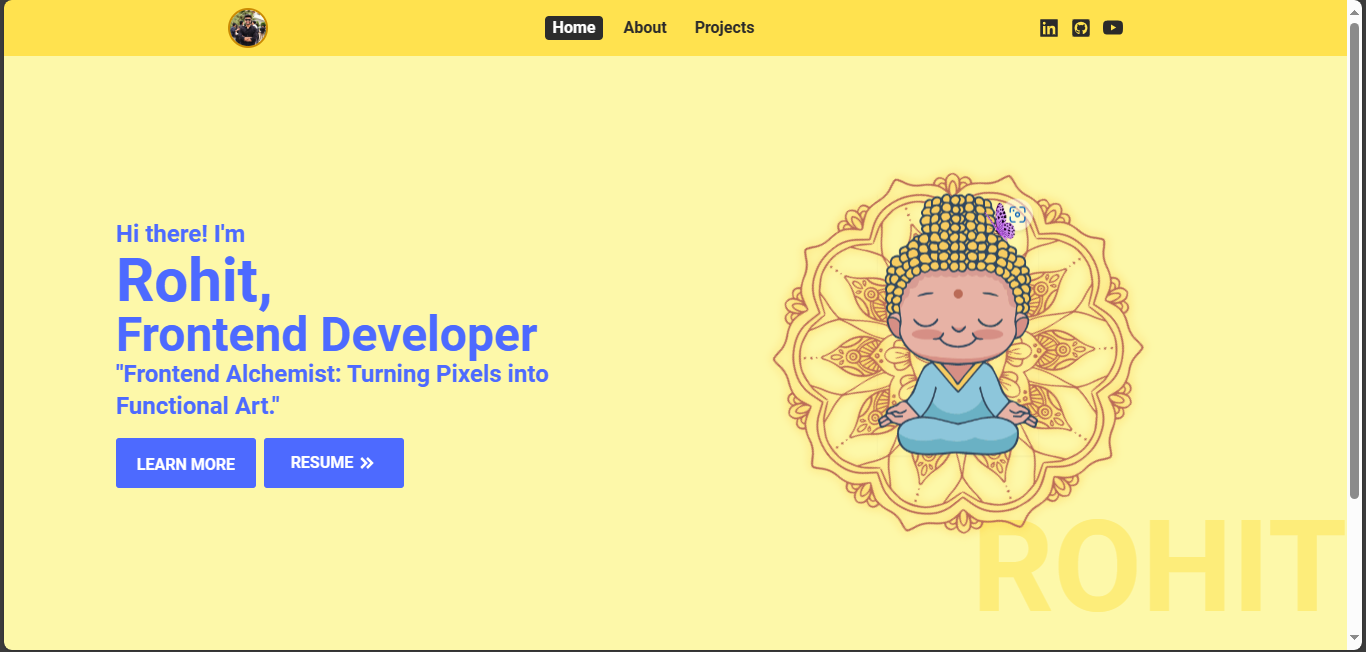 Home About Projects
Hi there! I'm
Rohit,
Frontend Developer
"Frontend Alchemist: Turning Pixels into
Functional Art."
LEARN MORE RESUME
ROHIT